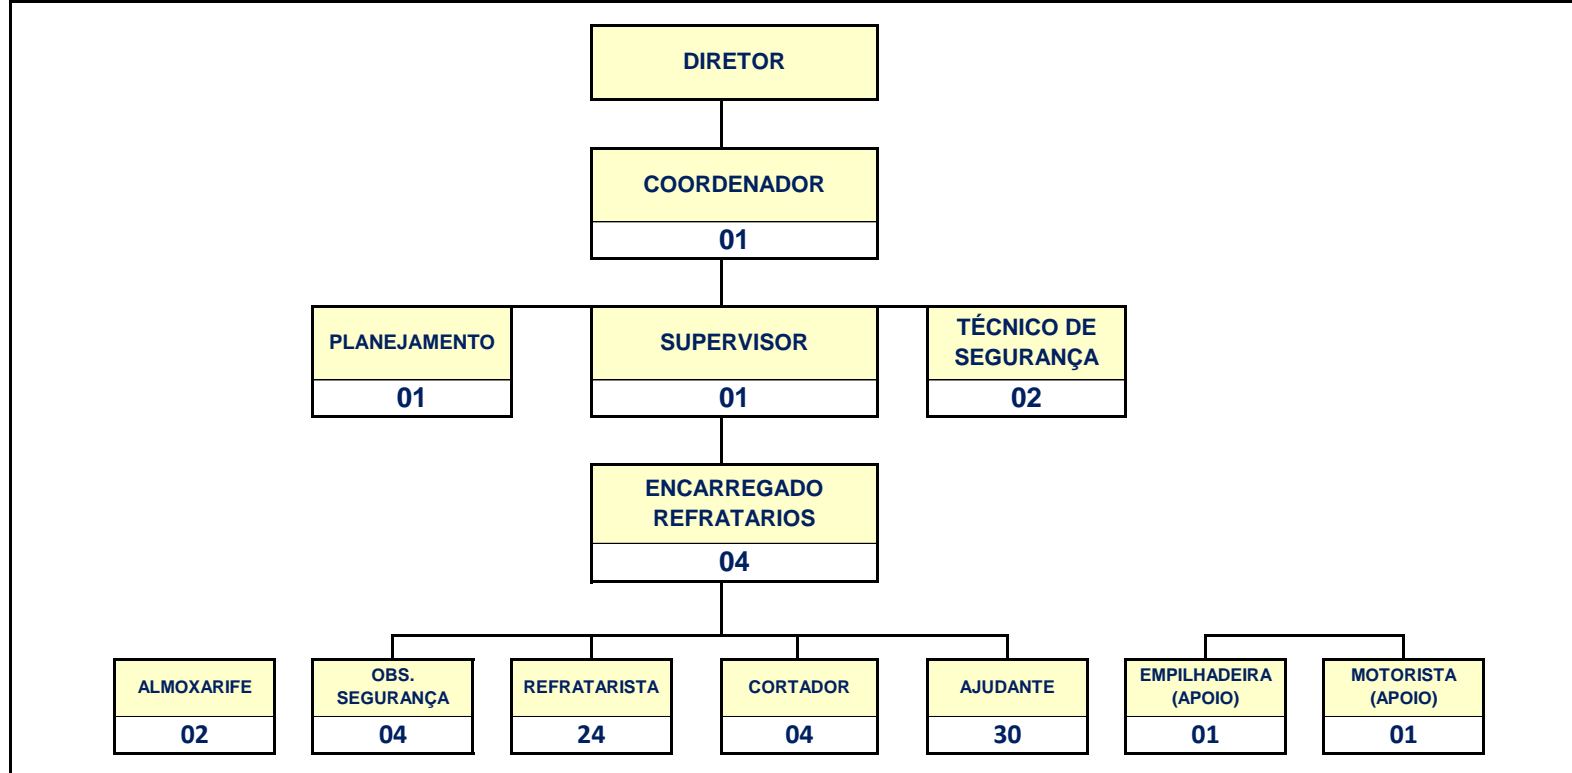 DIRETOR
COORDENADOR
01
PLANEJAMENTO
01
SUPERVISOR
01
TÉCNICO DE
SEGURANÇA
02
ENCARREGADO
REFRATARIOS
04
ALMOXARIFE
02
OBS.
SEGURANÇA
04
REFRATARISTA
24
CORTADOR
04
AJUDANTE
30
EMPILHADEIRA
(APOIO)
01
MOTORISTA
(APOIO)
01